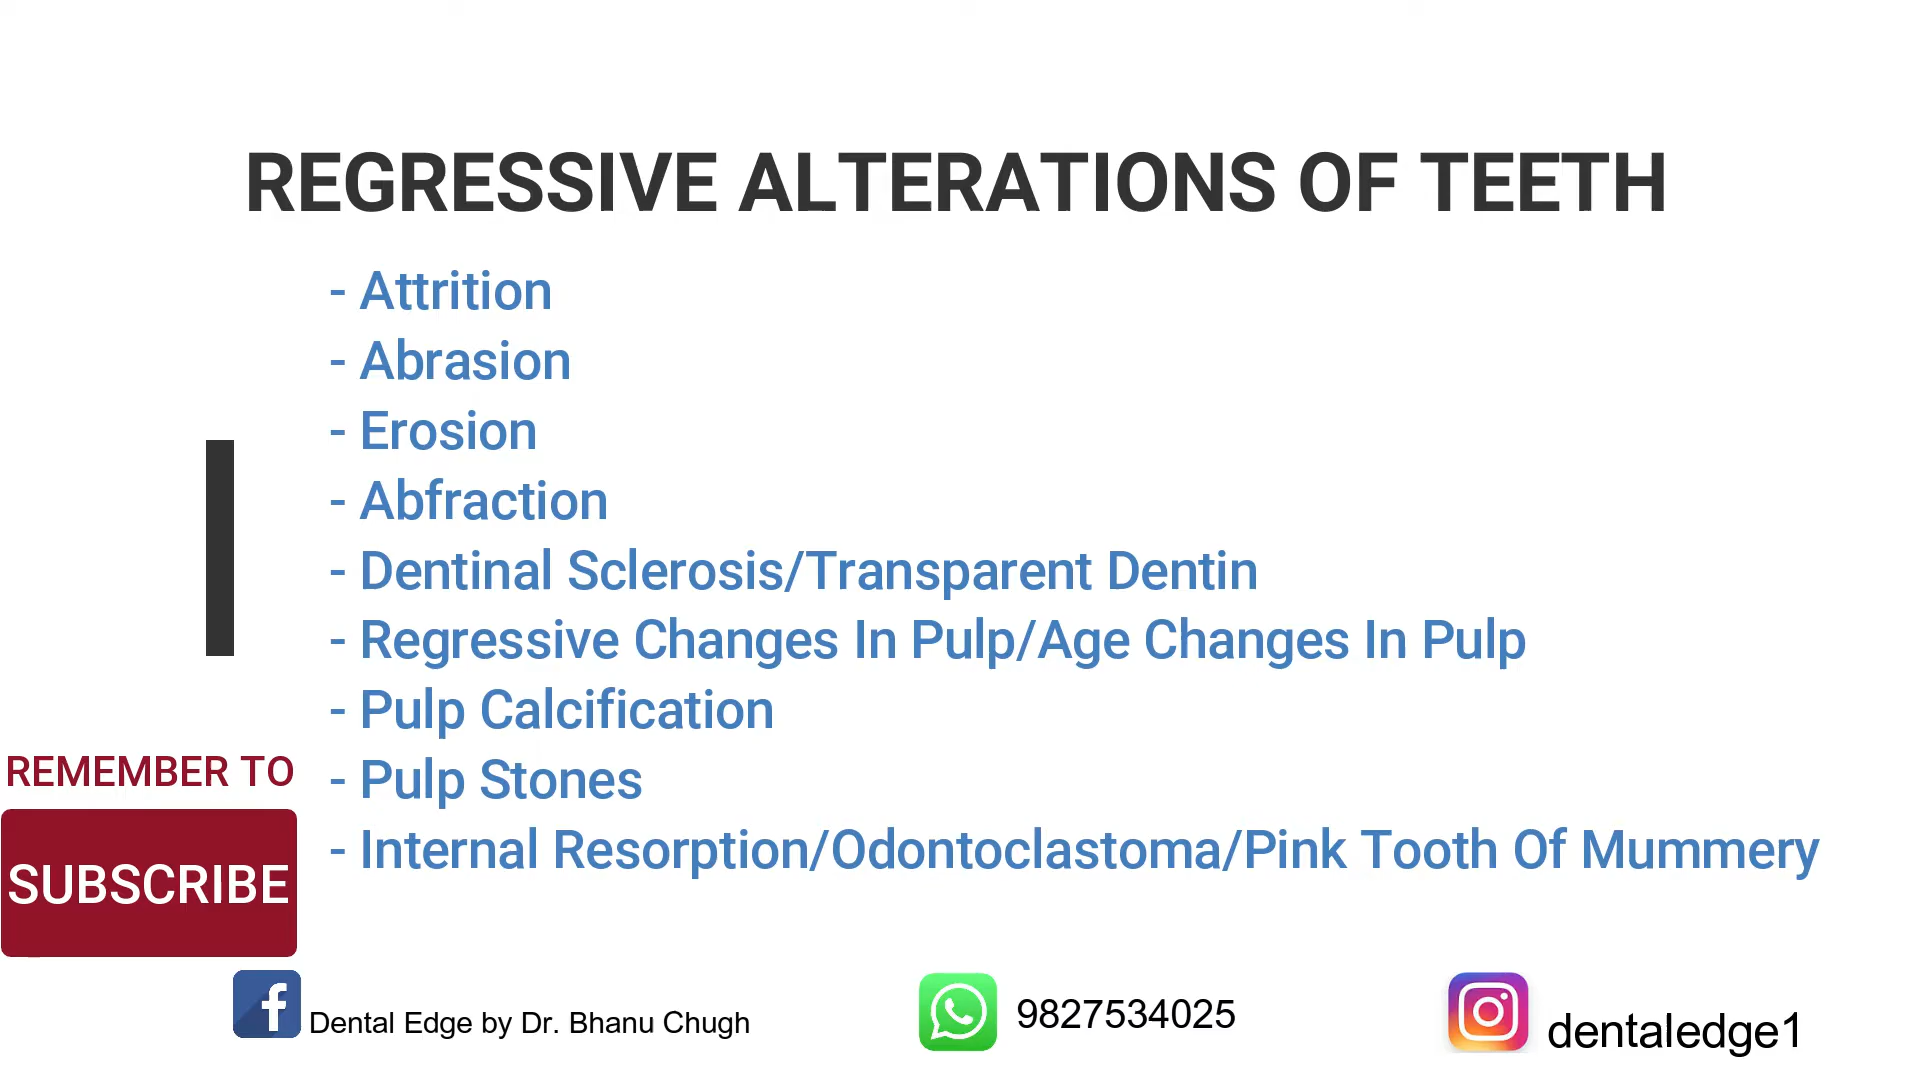 REGRESSIVE ALTERATIONS OF TEETH
- Attrition
- Abrasion
- Erosion
- Abfraction
- Dentinal Sclerosis/Transparent Dentin
- Regressive Changes In Pulp/Age Changes In Pulp
- Pulp Calcification
- Pulp Stones
- Internal Resorption/Odontoclastoma/Pink Tooth Of Mummery
REMEMBER TO
SUBSCRIBE
Dental Edge by Dr. Bhanu Chugh
9827534025
dentaledge1